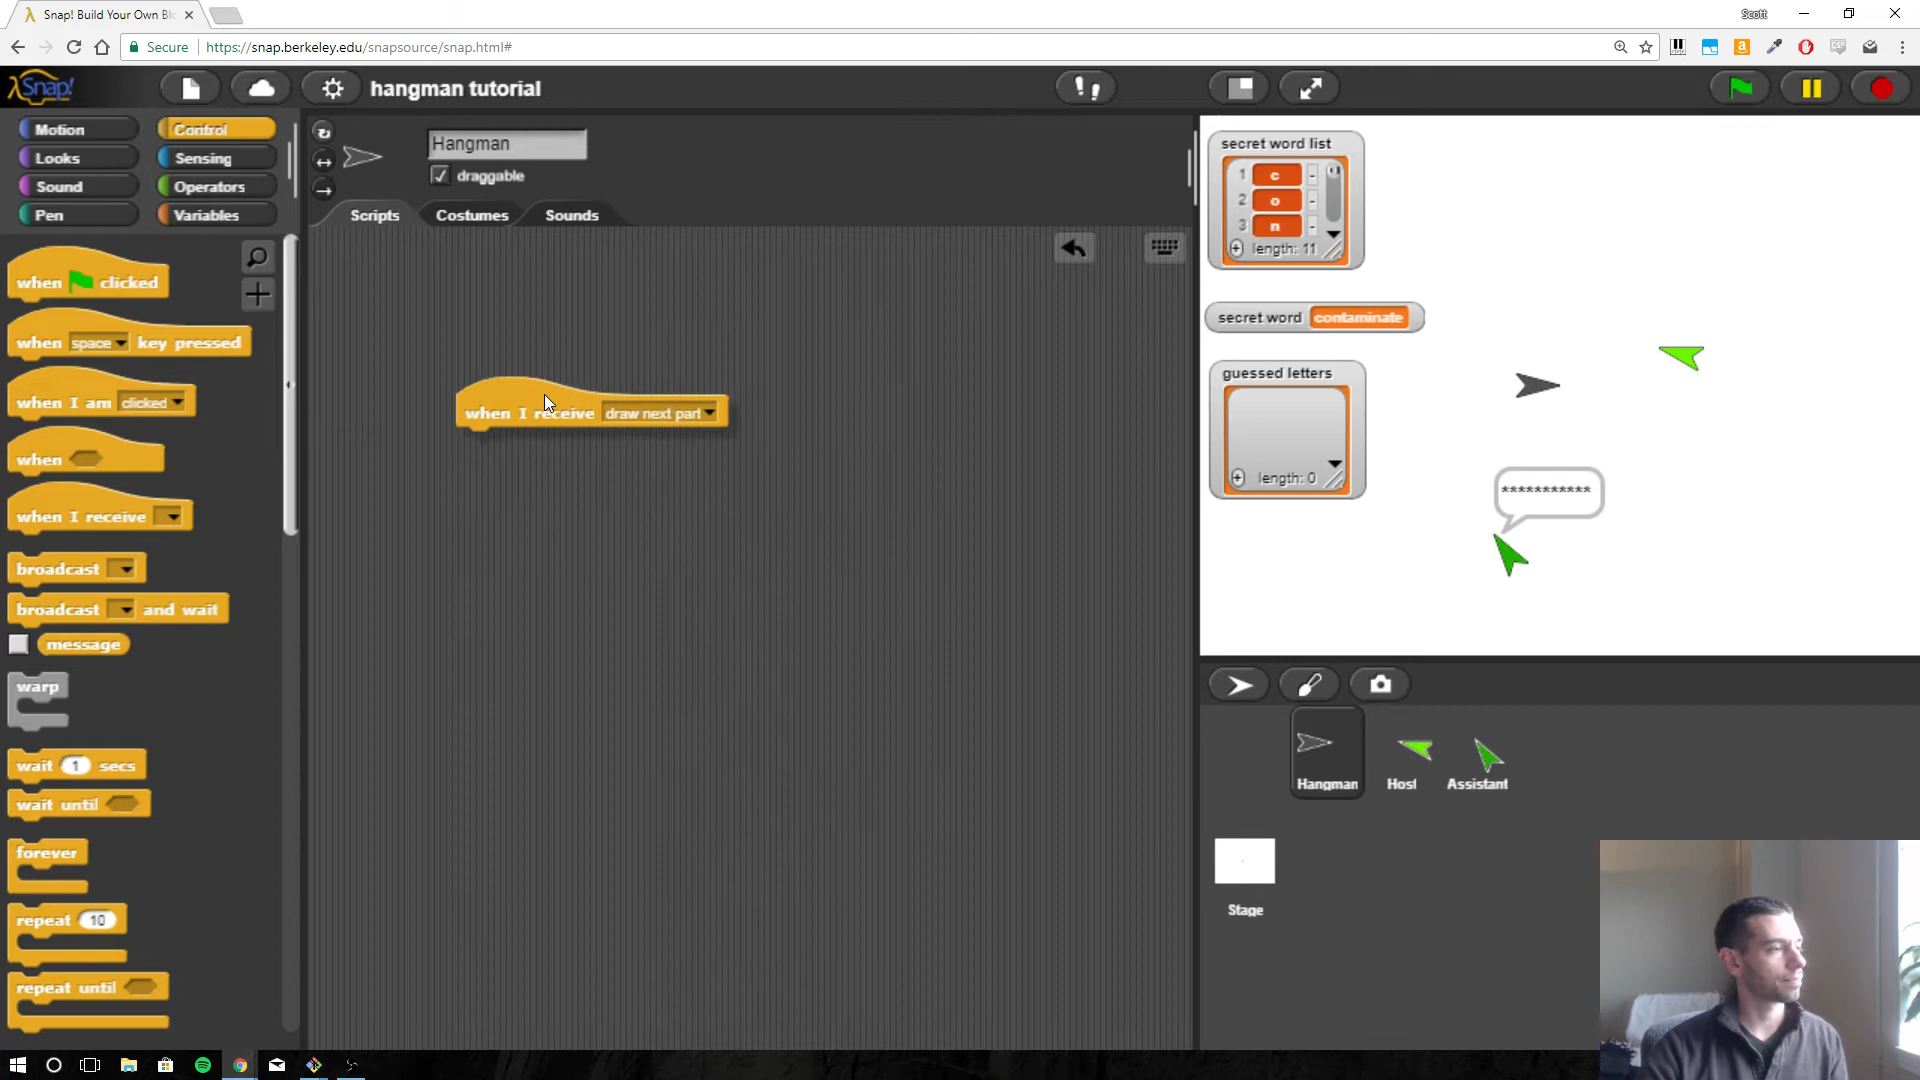 Snap! Build Your Own Bl
Scott
Secure
https://snap.berkeley.edu/snapsource/snap.html#
Snap!
hangman tutorial
Motion
Control
Looks
Sensing
Sound
Operators
Pen
Variables
Hangman
draggable
Scripts
Costumes
Sounds
when clicked
when space key pressed
when I am clicked
when
when I receive
broadcast
broadcast and wait
message
warp
wait 1 secs
wait until
forever
repeat 10
repeat until
when I receive draw next part
secret word list
1 c -
2 o -
3 n -
+ length: 11
secret word contaminate
guessed letters
+ length: 0
***********
Hangman
Host
Assistant
Stage